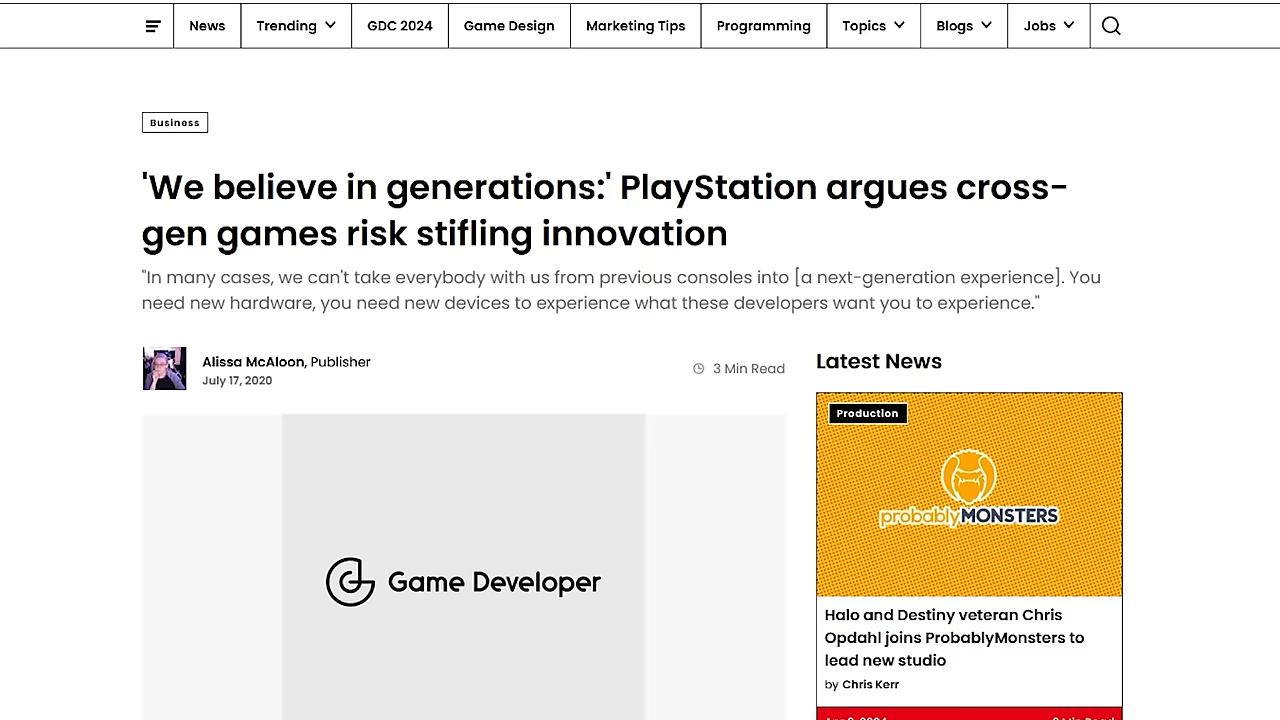 News
Trending
GDC 2024
Game Design
Marketing Tips
Programming
Topics
Blogs
Jobs
Business
'We believe in generations:' PlayStation argues cross-
gen games risk stifling innovation
"In many cases, we can't take everybody with us from previous consoles into [a next-generation experience]. You
need new hardware, you need new devices to experience what these developers want you to experience."
Alissa McAloon, Publisher
July 17, 2020
3 Min Read
Game Developer
Latest News
Production
probablyMONSTERS
Halo and Destiny veteran Chris
Opdahl joins ProbablyMonsters to
lead new studio
by Chris Kerr